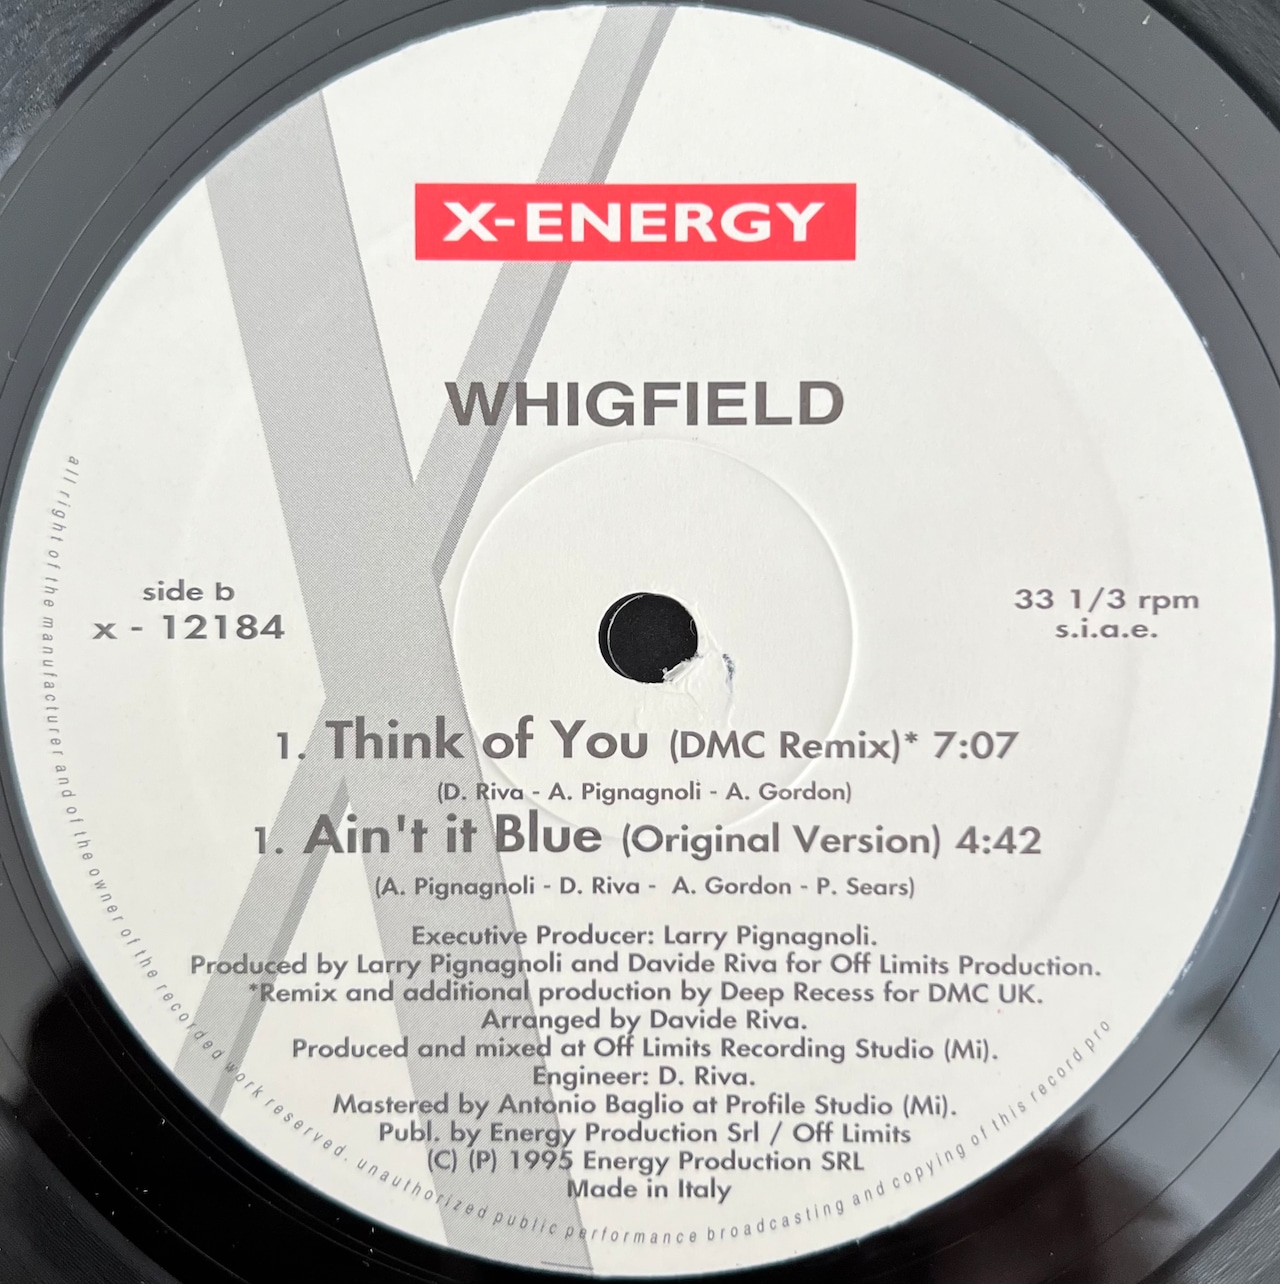 X-ENERGY
WHIGFIELD
side b
x - 12184
33 1/3 rpm
s.i.a.e.
1. Think of You (DMC Remix)* 7:07
(D. Riva - A. Pignagnoli - A. Gordon)
1. Ain't it Blue (Original Version) 4:42
(A. Pignagnoli - D. Riva - A. Gordon - P. Sears)
Executive Producer: Larry Pignagnoli.
Produced by Larry Pignagnoli and Davide Riva for Off Limits Production.
*Remix and additional production by Deep Recess for DMC UK.
Arranged by Davide Riva.
Produced and mixed at Off Limits Recording Studio (Mi).
Engineer: D. Riva.
Mastered by Antonio Baglio at Profile Studio (Mi).
Publ. by Energy Production Srl / Off Limits
(C) (P) 1995 Energy Production SRL
Made in Italy
all right of the manufacturer and of the owner of the recorded work reserved. unauthorized public performance broadcasting and copying of this record pro